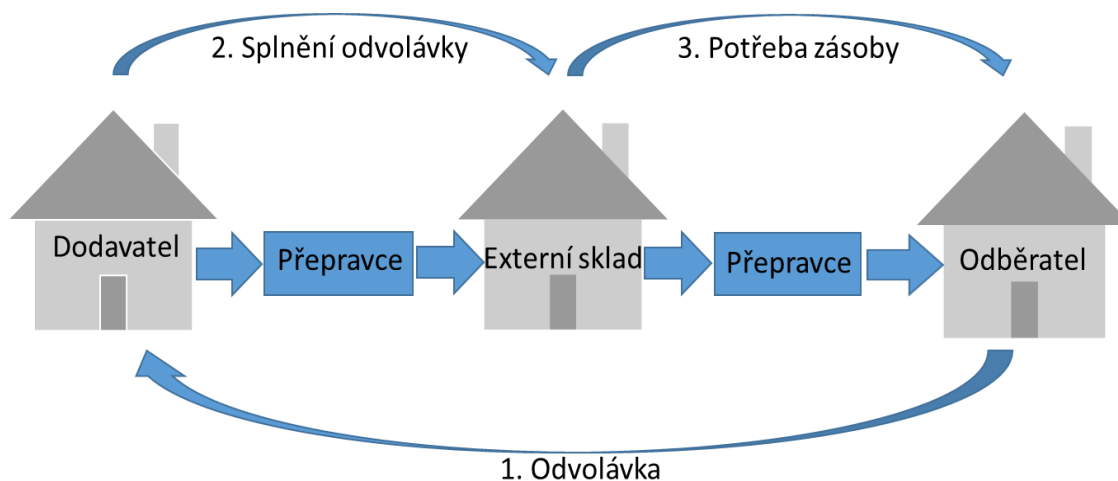 2. Splnění odvolávky
3. Potřeba zásoby
Dodavatel
Přepravce
Externí sklad
Přepravce
Odběratel
1. Odvolávka